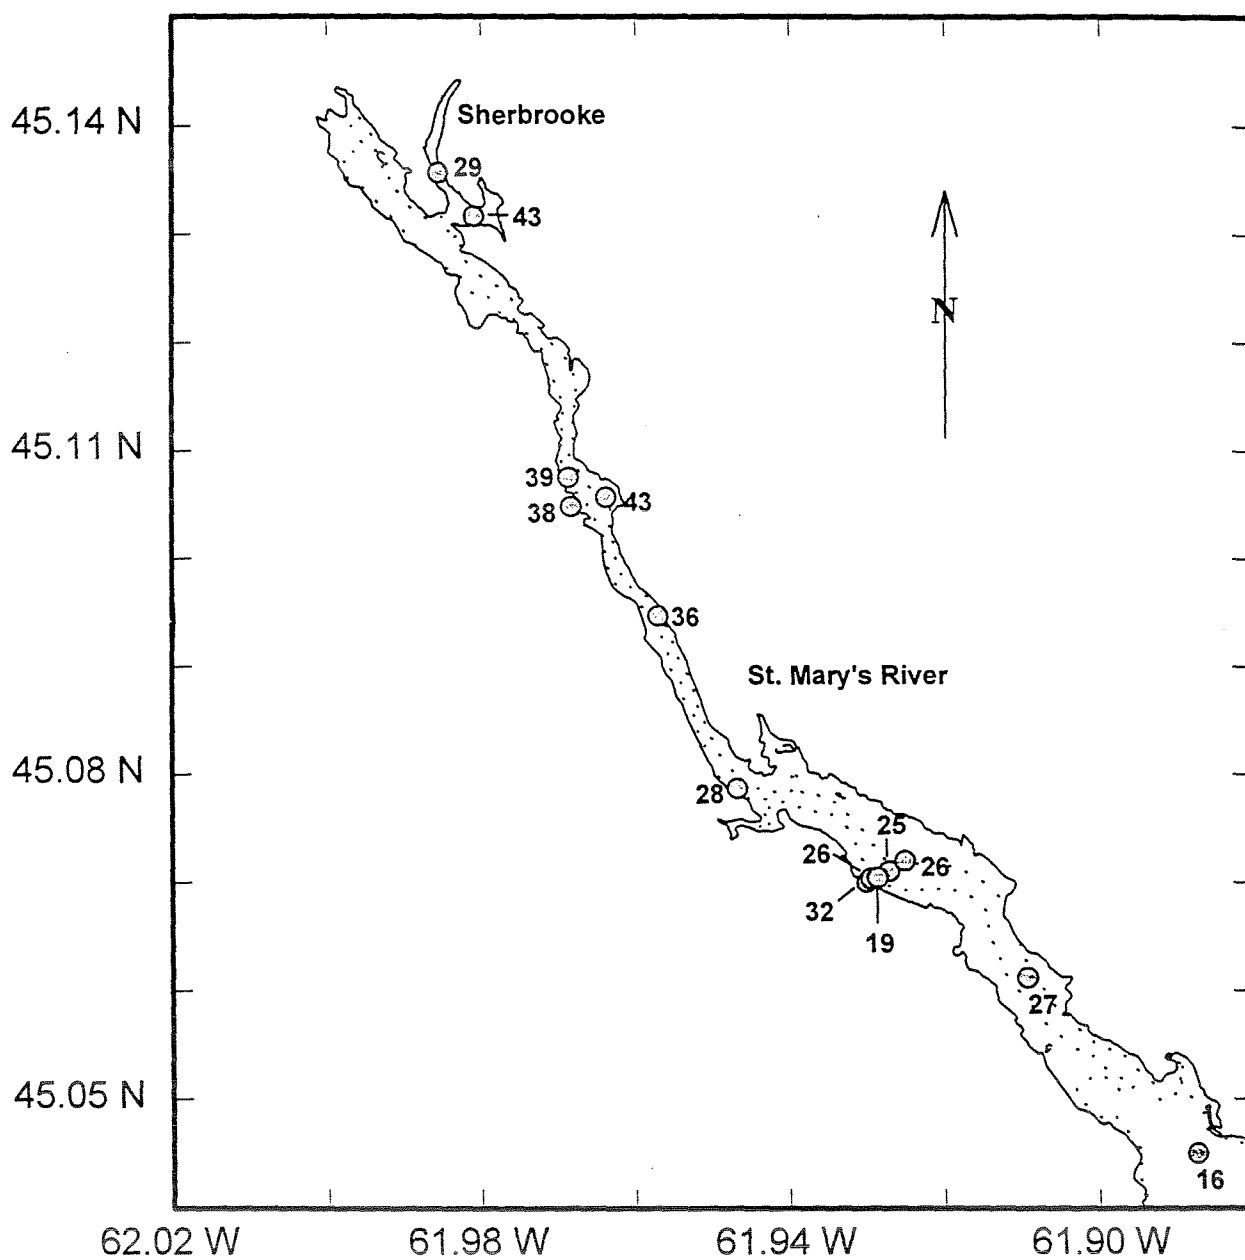 45.14 N
Sherbrooke
29
43
N
45.11 N
39
43
38
36
St. Mary's River
45.08 N
28
25
26
26
32
19
27
45.05 N
16
62.02 W
61.98 W
61.94 W
61.90 W